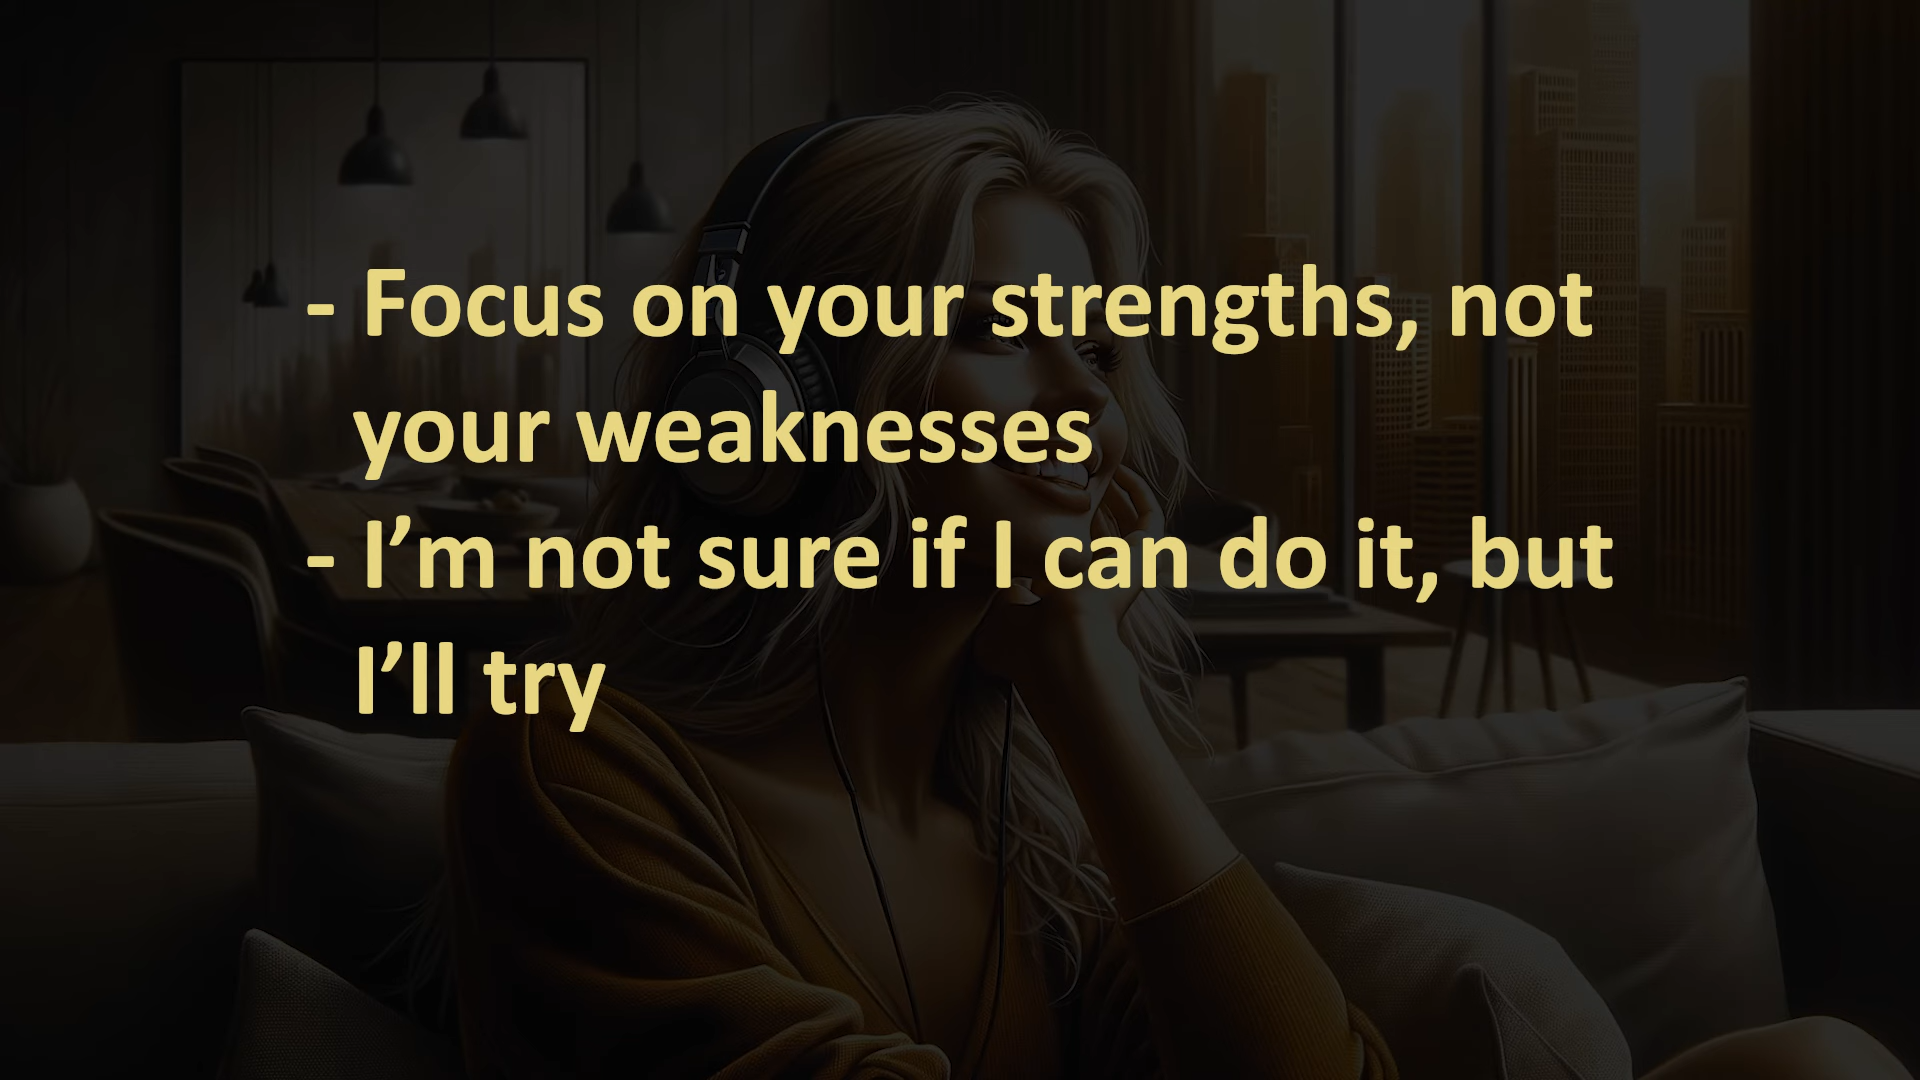 - Focus on your strengths, not
your weaknesses
- I’m not sure if I can do it, but
I’ll try